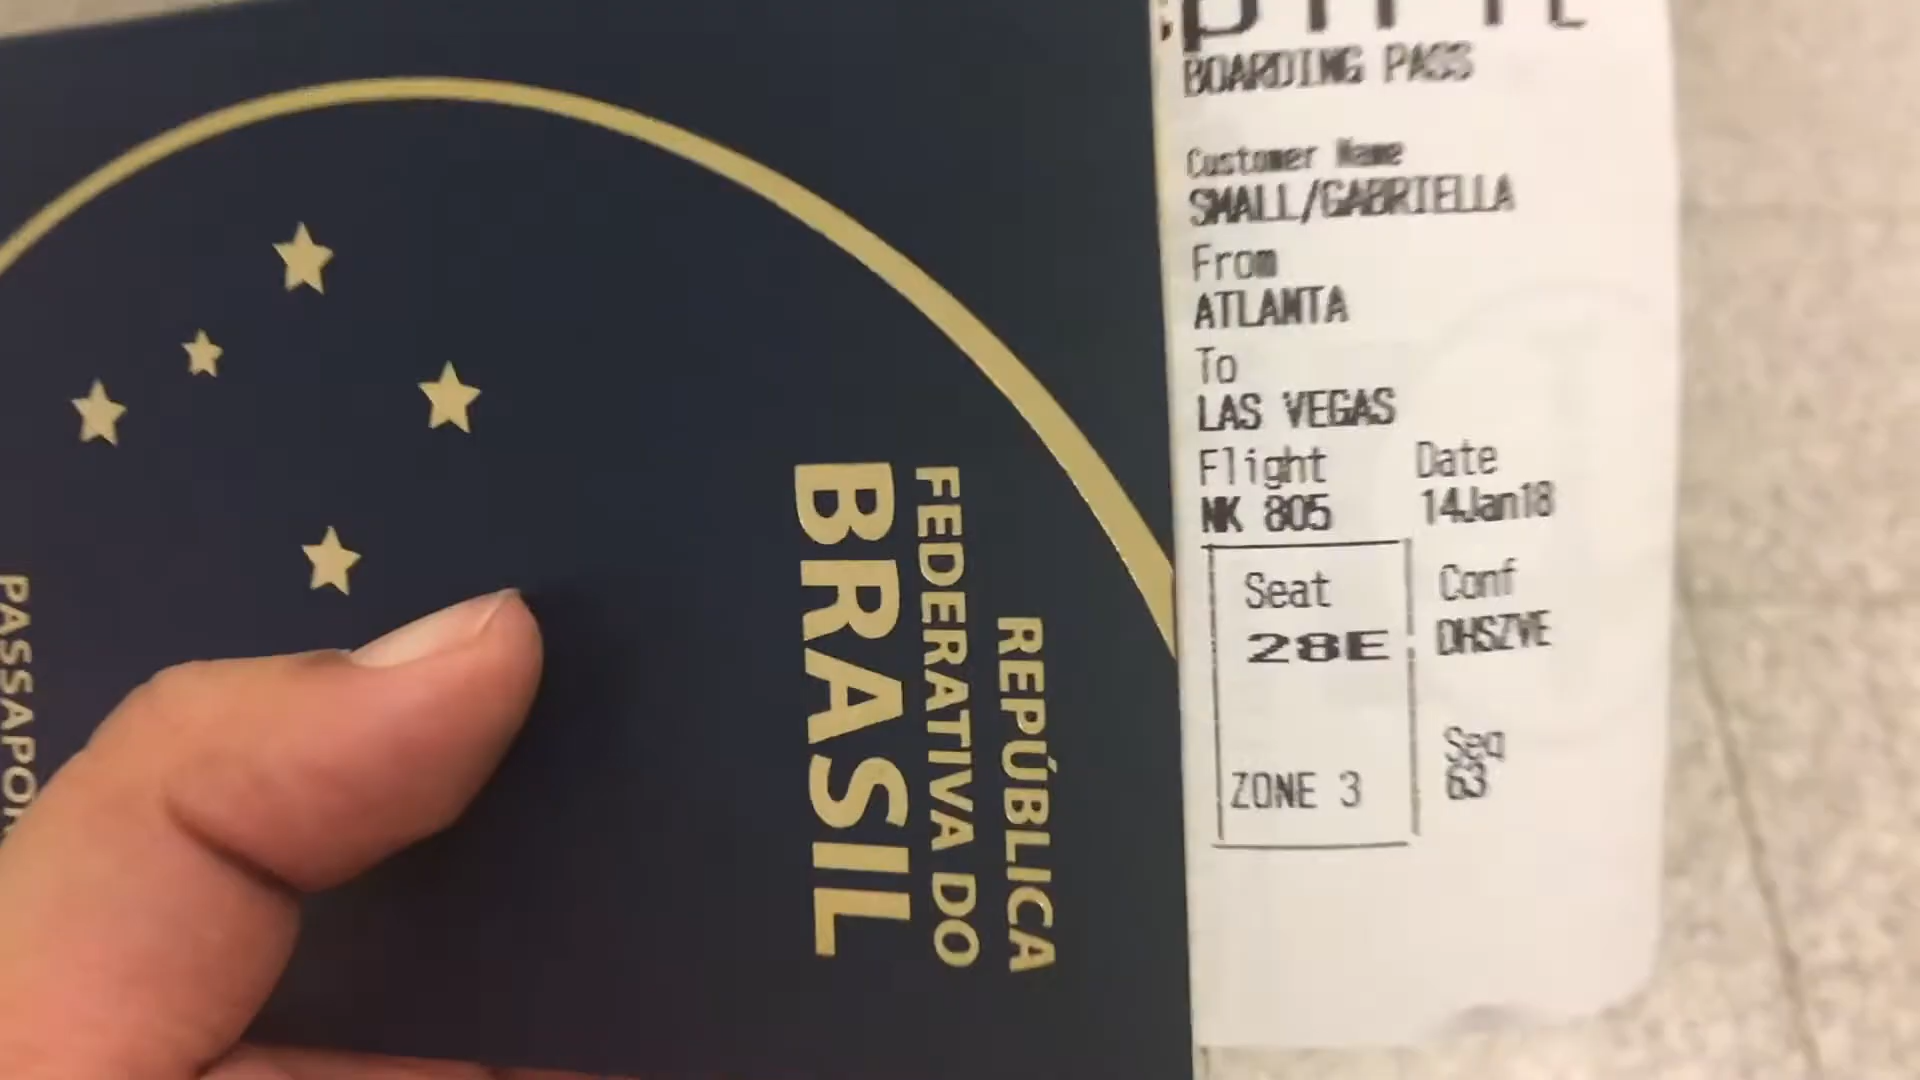 REPÚBLICA
FEDERATIVA DO
BRASIL
BOARDING PASS
Customer Name
SMALL/GABRIELLA
From
ATLANTA
To
LAS VEGAS
Flight Date
NK 805 14Jan18
Seat Conf
28E DHSZVE
Seq
ZONE 3 63